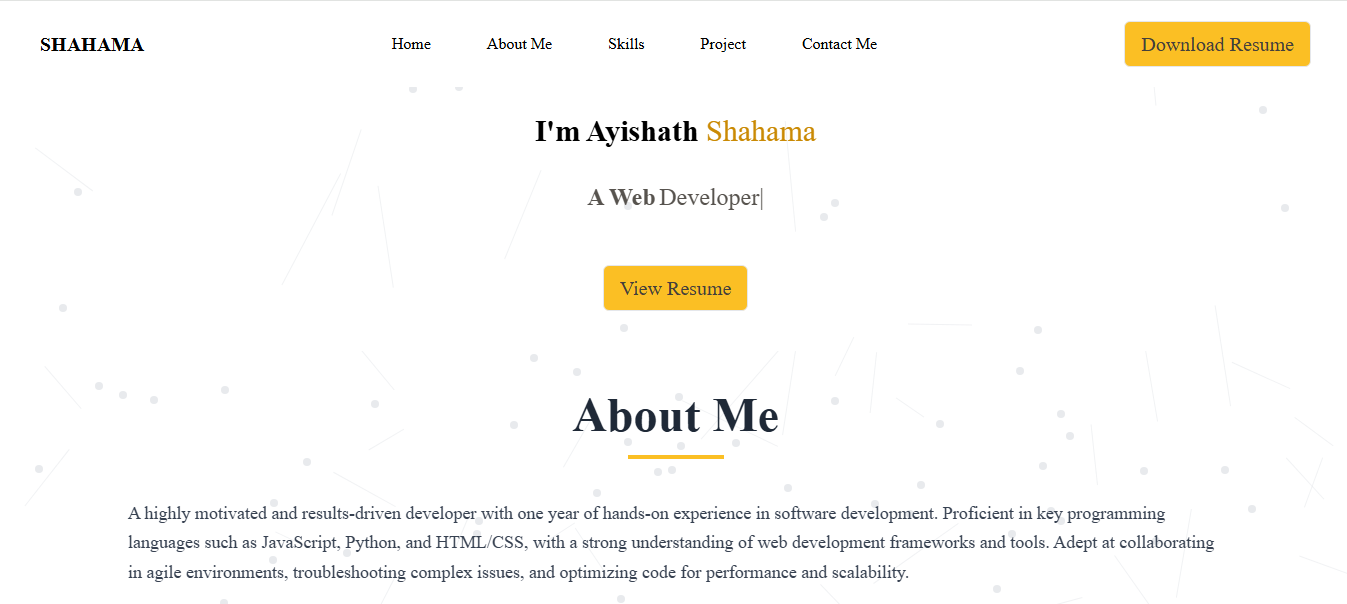 SHAHAMA
Home
About Me
Skills
Project
Contact Me
Download Resume
I'm Ayishath Shahama
A Web Developer|
View Resume
About Me
A highly motivated and results-driven developer with one year of hands-on experience in software development. Proficient in key programming
languages such as JavaScript, Python, and HTML/CSS, with a strong understanding of web development frameworks and tools. Adept at collaborating
in agile environments, troubleshooting complex issues, and optimizing code for performance and scalability.